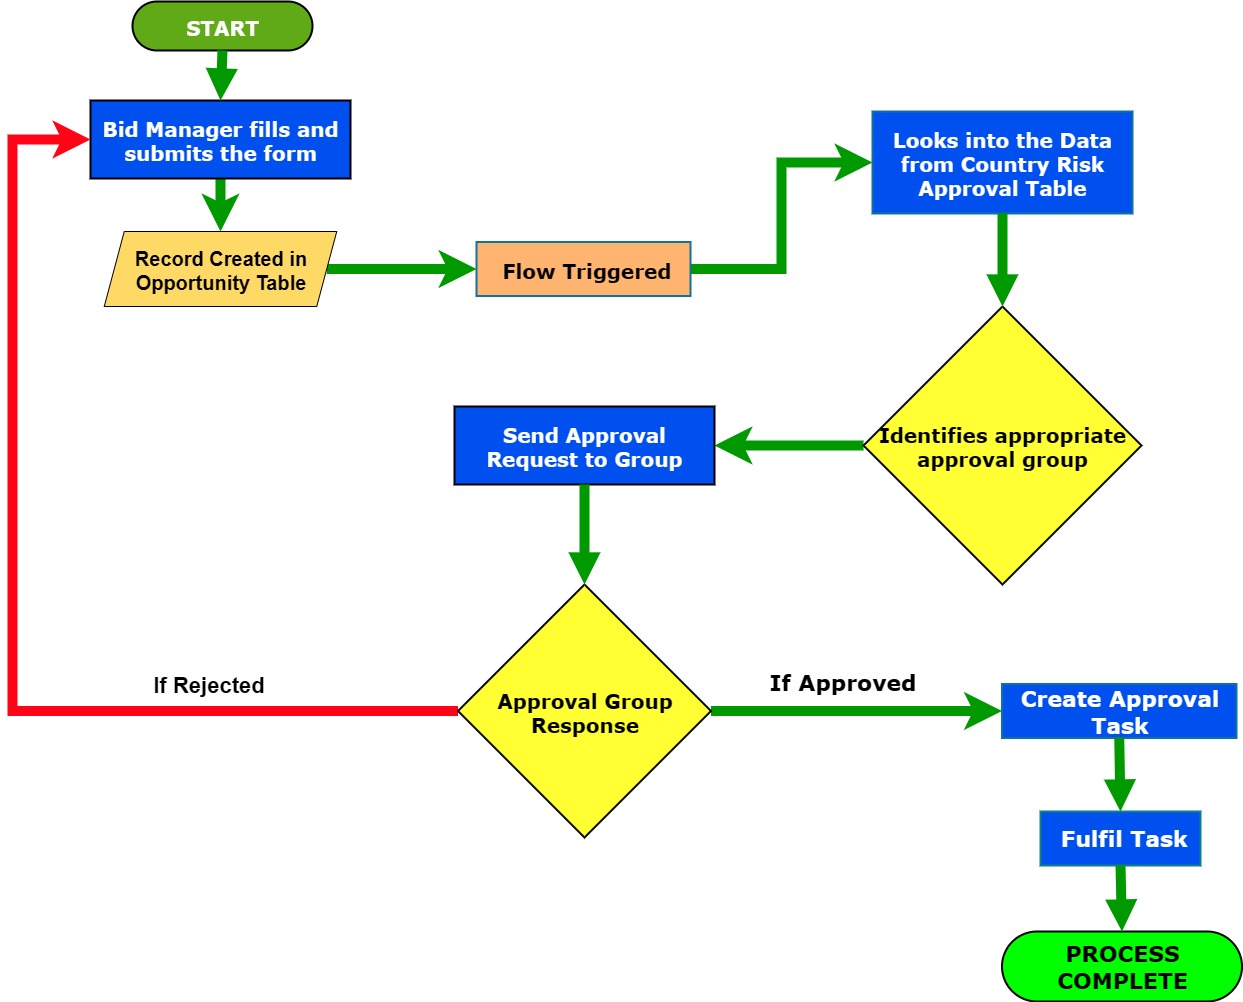 START
Bid Manager fills and
submits the form
Record Created in
Opportunity Table
Flow Triggered
Looks into the Data
from Country Risk
Approval Table
Identifies appropriate
approval group
Send Approval
Request to Group
Approval Group
Response
If Rejected
If Approved
Create Approval
Task
Fulfil Task
PROCESS
COMPLETE